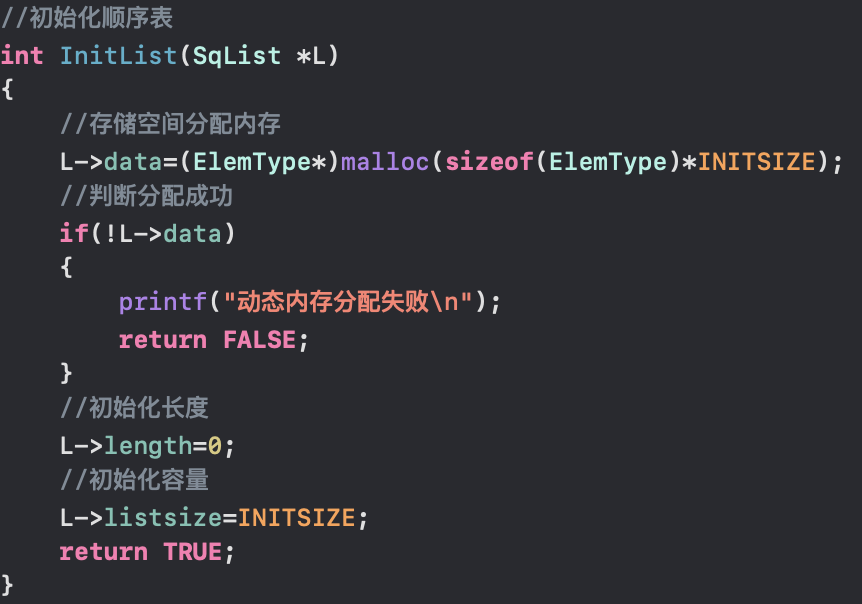 //初始化顺序表
int InitList(SqList *L)
{
    //存储空间分配内存
    L->data=(ElemType*)malloc(sizeof(ElemType)*INITSIZE);
    //判断分配成功
    if(!L->data)
    {
        printf("动态内存分配失败\n");
        return FALSE;
    }
    //初始化长度
    L->length=0;
    //初始化容量
    L->listsize=INITSIZE;
    return TRUE;
}